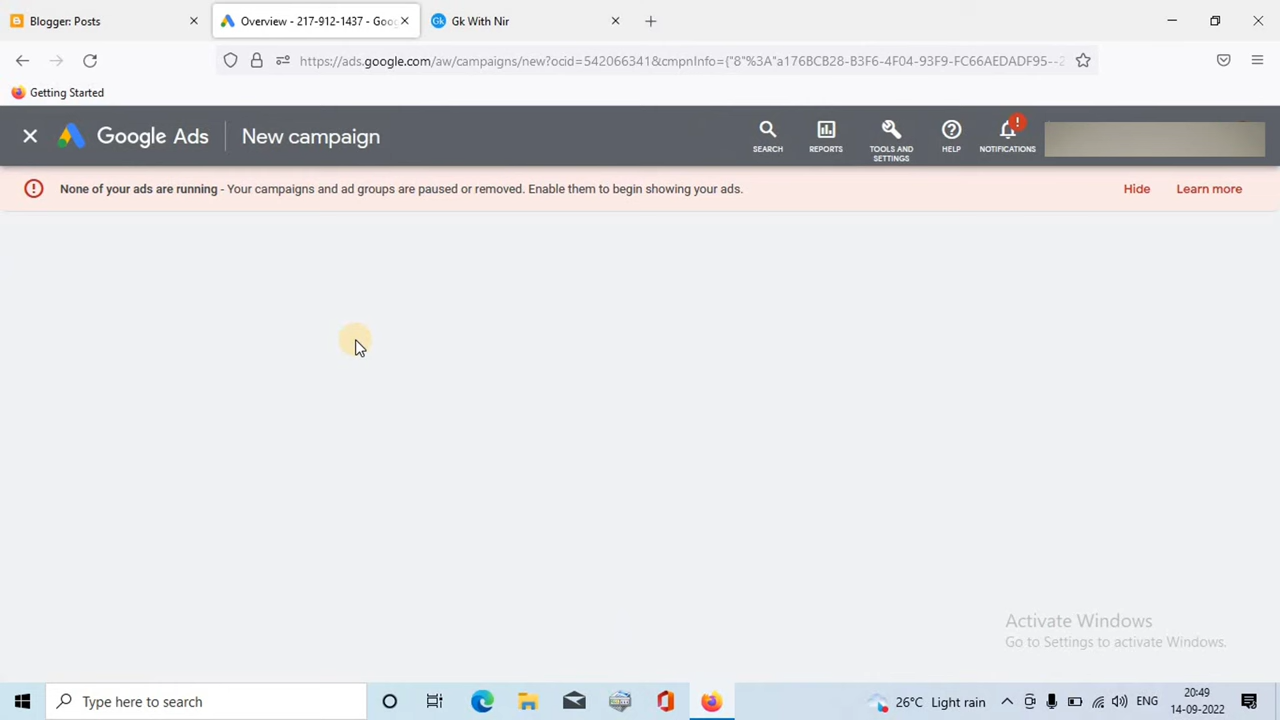 Blogger: Posts
Overview - 217-912-1437 - Goo
Gk With Nir
https://ads.google.com/aw/campaigns/new?ocid=542066341&cmpnInfo={"8"%3A"a176BCB28-B3F6-4F04-93F9-FC66AEDADF95--2
Getting Started
Google Ads
New campaign
SEARCH
REPORTS
TOOLS AND
SETTINGS
HELP
NOTIFICATIONS
None of your ads are running - Your campaigns and ad groups are paused or removed. Enable them to begin showing your ads.
Hide
Learn more
Activate Windows
Go to Settings to activate Windows.
Type here to search
26°C Light rain
ENG
20:49
14-09-2022